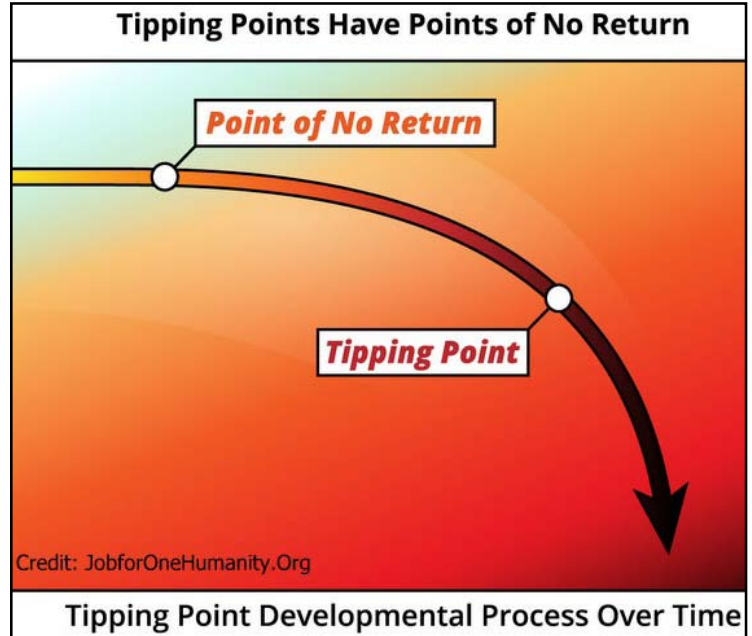 Tipping Points Have Points of No Return
Point of No Return
Tipping Point
Credit: JobforOneHumanity.Org
Tipping Point Developmental Process Over Time